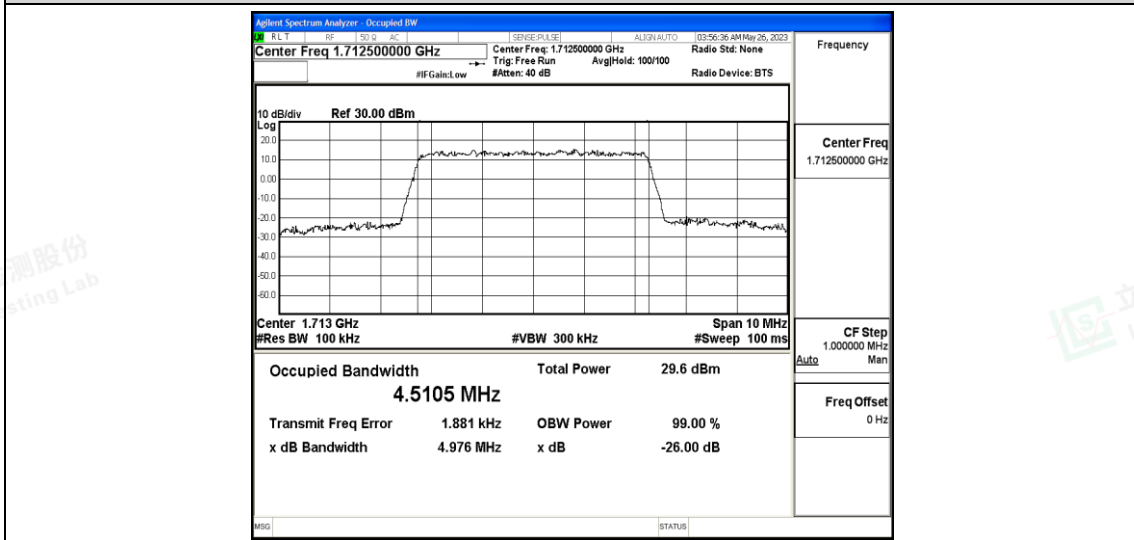 Agilent Spectrum Analyzer - Occupied BW
LXI RLT RF 50 Ω AC SENSE:PULSE ALIGN AUTO 03:56:36 AM May 26, 2023
Center Freq 1.712500000 GHz
Center Freq: 1.712500000 GHz Radio Std: None
Trig: Free Run Avg|Hold: 100/100
#IFGain:Low #Atten: 40 dB Radio Device: BTS
Frequency
10 dB/div Ref 30.00 dBm
Log
20.0
10.0
0.00
-10.0
-20.0
-30.0
-40.0
-50.0
-60.0
Center Freq
1.712500000 GHz
Center 1.713 GHz Span 10 MHz
#Res BW 100 kHz #VBW 300 kHz #Sweep 100 ms
CF Step
1.000000 MHz
Auto Man
Occupied Bandwidth Total Power 29.6 dBm
4.5105 MHz
Transmit Freq Error 1.881 kHz OBW Power 99.00 %
x dB Bandwidth 4.976 MHz x dB -26.00 dB
Freq Offset
0 Hz
MSG STATUS
测股份
sting Lab
立